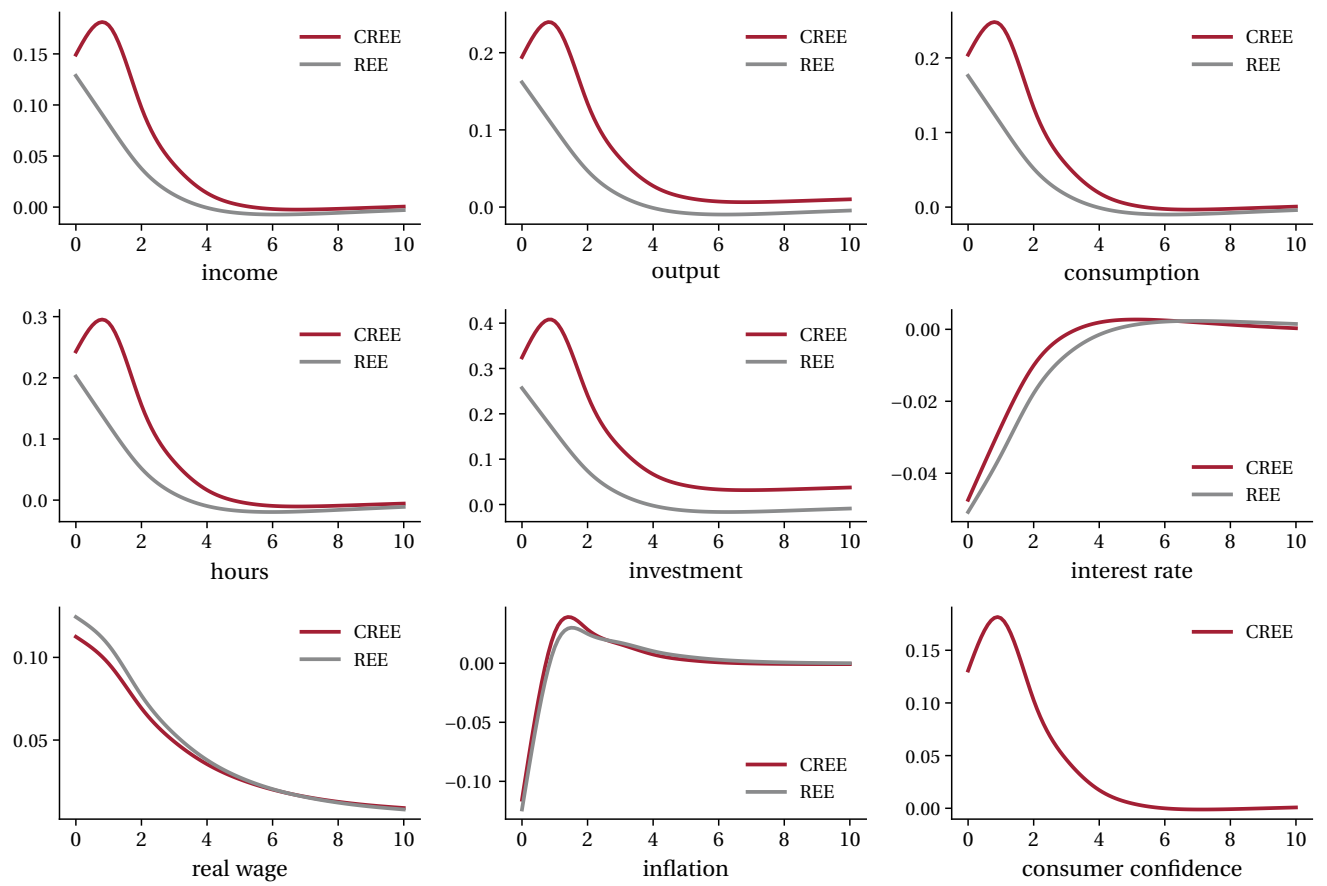 CREE
REE
0.15
0.10
0.05
0.00
0 2 4 6 8 10
income
CREE
REE
0.2
0.1
0.0
0 2 4 6 8 10
output
CREE
REE
0.2
0.1
0.0
0 2 4 6 8 10
consumption
CREE
REE
0.3
0.2
0.1
0.0
0 2 4 6 8 10
hours
CREE
REE
0.4
0.3
0.2
0.1
0.0
0 2 4 6 8 10
investment
0.00
−0.02
−0.04
CREE
REE
0 2 4 6 8 10
interest rate
CREE
REE
0.10
0.05
0 2 4 6 8 10
real wage
0.00
−0.05
−0.10
CREE
REE
0 2 4 6 8 10
inflation
CREE
0.15
0.10
0.05
0.00
0 2 4 6 8 10
consumer confidence